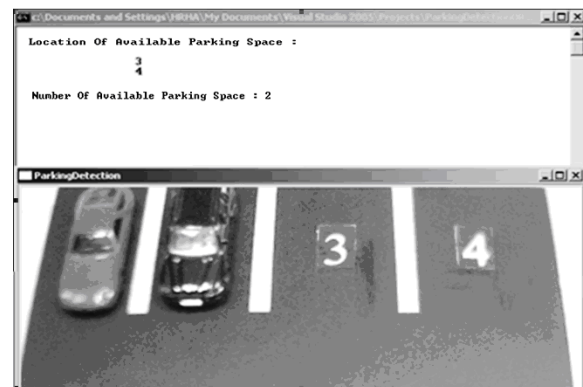 c:\Documents and Settings\MRHA\My Documents\Visual Studio 2005\Projects\ParkingDetection
Location Of Available Parking Space :
3
4
Number Of Available Parking Space : 2
ParkingDetection
3 4